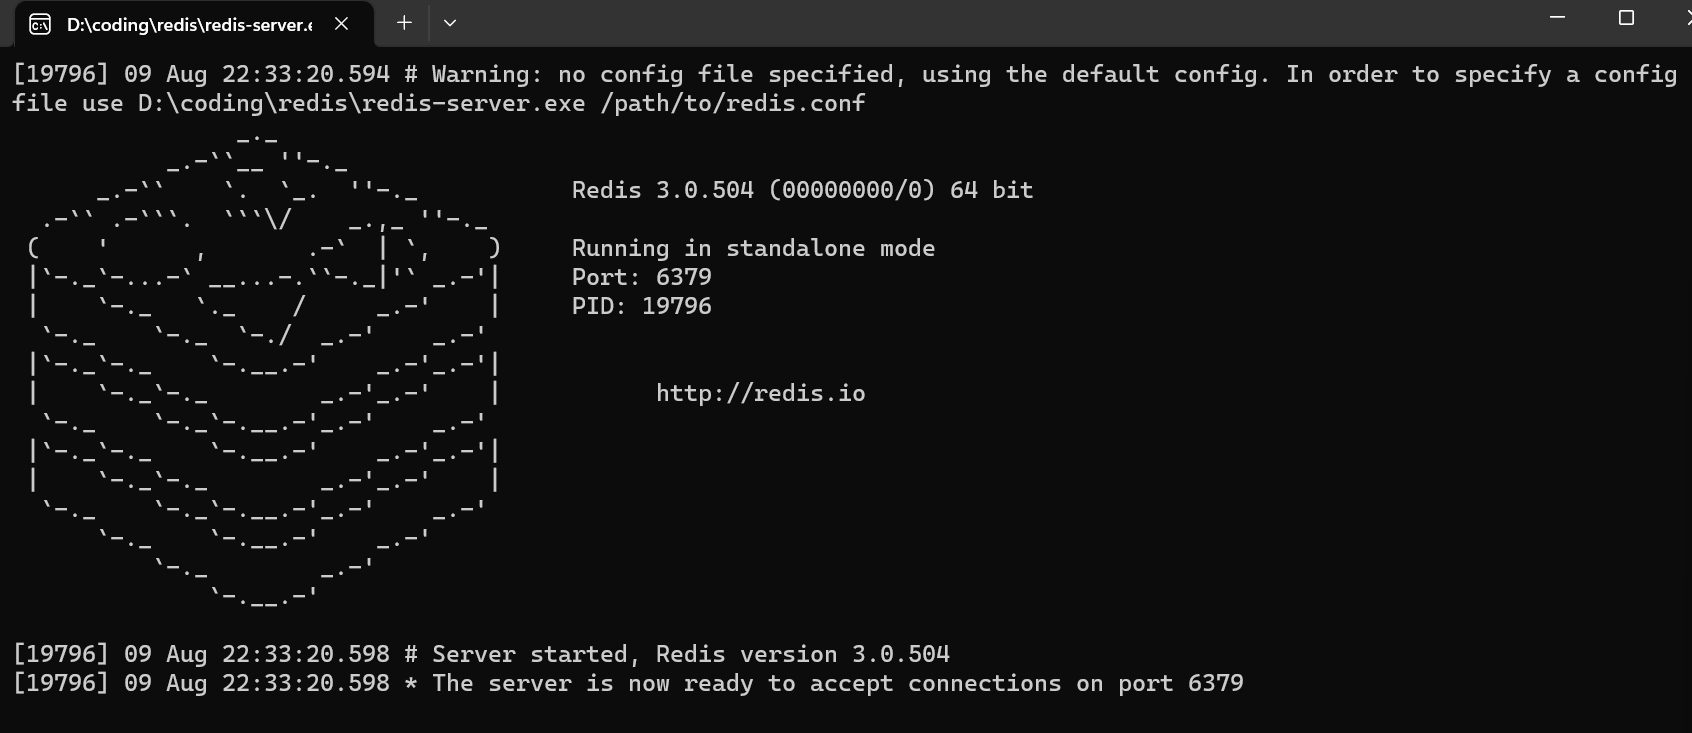 D:\coding\redis\redis-server.e
[19796] 09 Aug 22:33:20.594 # Warning: no config file specified, using the default config. In order to specify a config
file use D:\coding\redis\redis-server.exe /path/to/redis.conf
Redis 3.0.504 (00000000/0) 64 bit
Running in standalone mode
Port: 6379
PID: 19796
http://redis.io
[19796] 09 Aug 22:33:20.598 # Server started, Redis version 3.0.504
[19796] 09 Aug 22:33:20.598 * The server is now ready to accept connections on port 6379